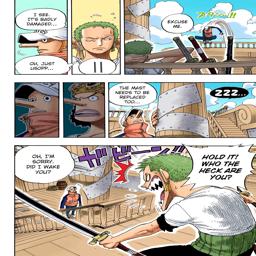 I SEE.
IT'S BADLY
DAMAGED...
OH, JUST
USOPP...
EXCUSE
ME.
THE MAST
NEEDS TO BE
REPLACED
TOO...
ZZZ...
OH, I'M
SORRY.
DID I WAKE
YOU?
HOLD IT!
WHO THE
HECK ARE
YOU?